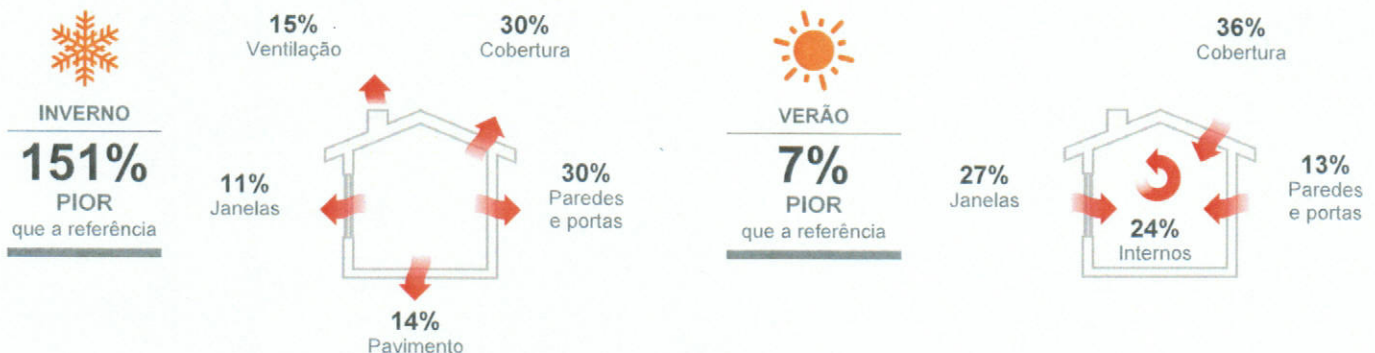 INVERNO
151%
PIOR
que a referência
15%
Ventilação
30%
Cobertura
11%
Janelas
30%
Paredes
e portas
14%
Pavimento
VERÃO
7%
PIOR
que a referência
36%
Cobertura
27%
Janelas
13%
Paredes
e portas
24%
Internos